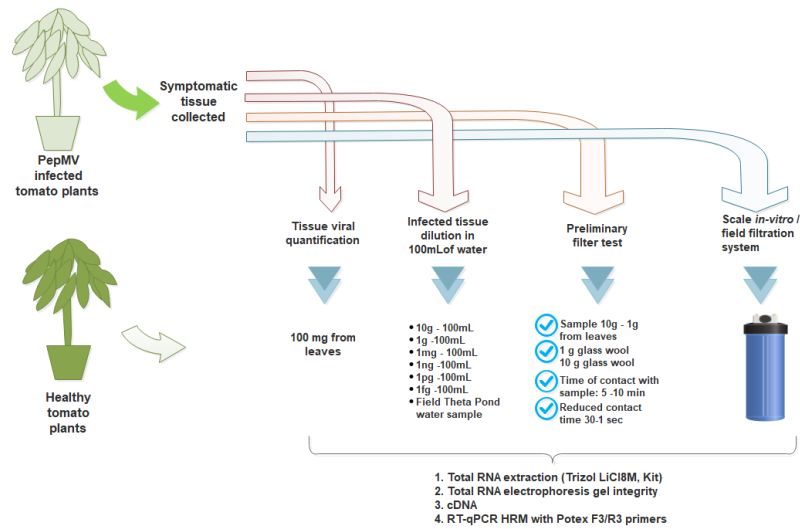 Symptomatic
tissue
collected
PepMV
infected
tomato plants
Tissue viral
quantification
Infected tissue
dilution in
100mLof water
Preliminary
filter test
Scale in-vitro /
field filtration
system
100 mg from
leaves
• 10g - 100mL
• 1g -100mL
• 1mg - 100mL
• 1ng -100mL
• 1pg -100mL
• 1fg -100mL
• Field Theta Pond
water sample
Sample 10g - 1g
from leaves
1 g glass wool
10 g glass wool
Time of contact with
sample: 5 -10 min
Reduced contact
time 30-1 sec
Healthy
tomato
plants
1. Total RNA extraction (Trizol LiCl8M, Kit)
2. Total RNA electrophoresis gel integrity
3. cDNA
4. RT-qPCR HRM with Potex F3/R3 primers